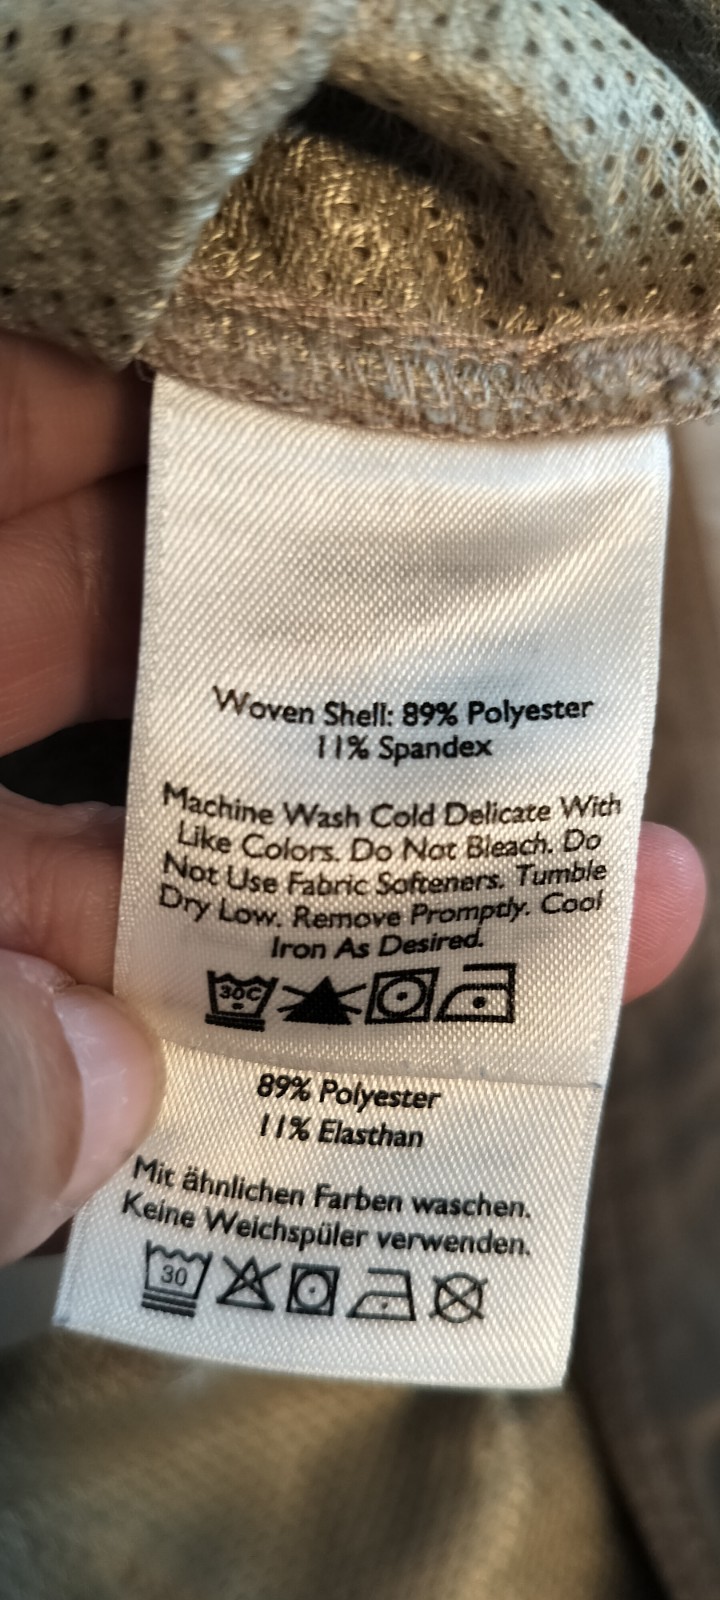 Woven Shell: 89% Polyester
11% Spandex
Machine Wash Cold Delicate With
Like Colors. Do Not Bleach. Do
Not Use Fabric Softeners. Tumble
Dry Low. Remove Promptly. Cool
Iron As Desired.
30C
89% Polyester
11% Elasthan
Mit ähnlichen Farben waschen.
Keine Weichspüler verwenden.
30